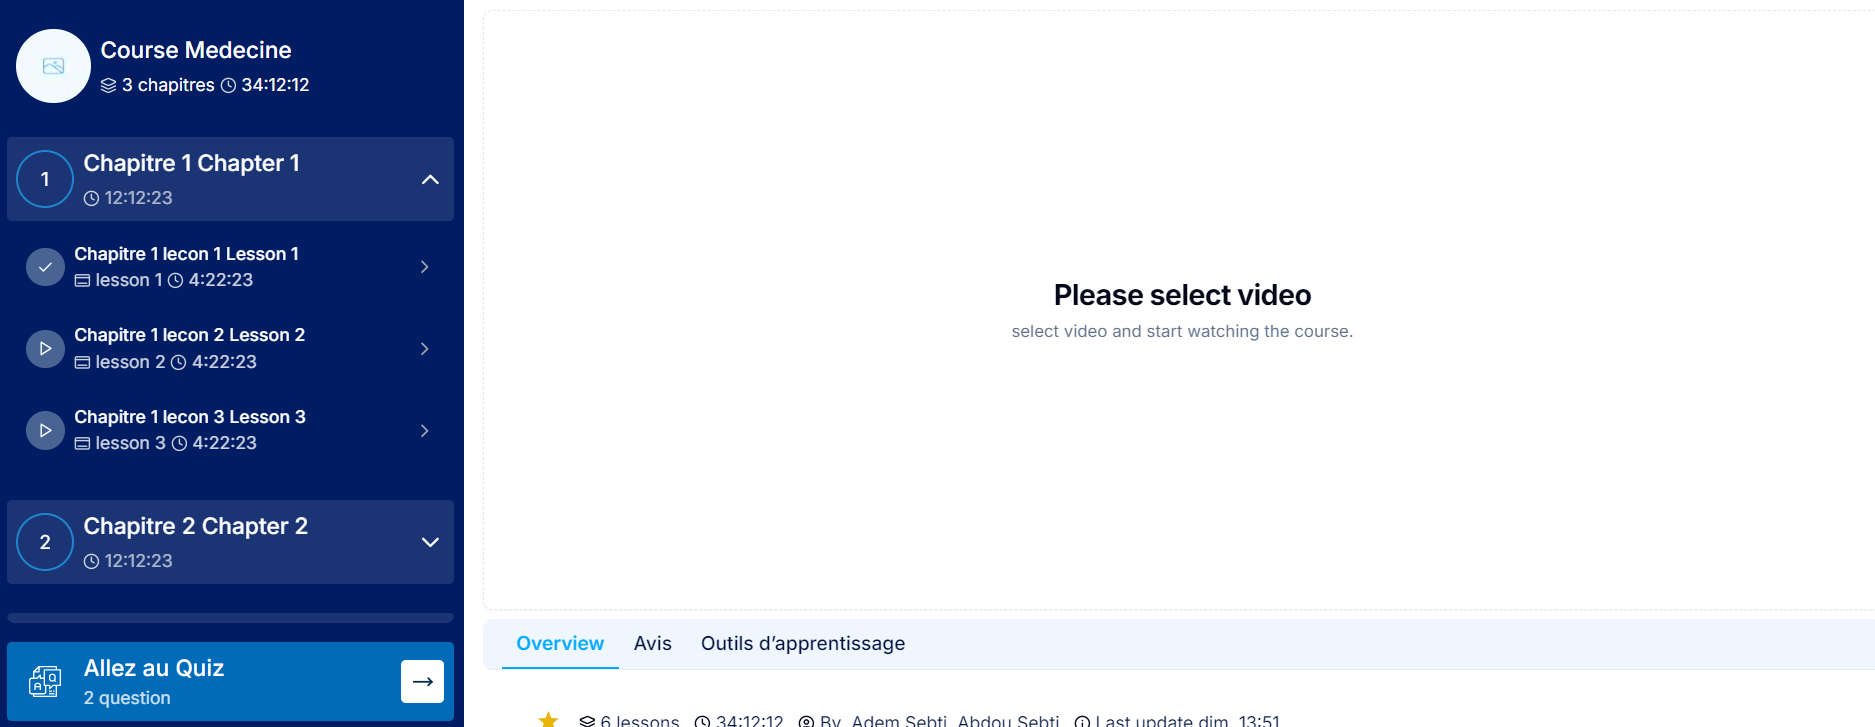 Course Medecine
3 chapitres 34:12:12
1
Chapitre 1 Chapter 1
12:12:23
Chapitre 1 lecon 1 Lesson 1
lesson 1 4:22:23
Chapitre 1 lecon 2 Lesson 2
lesson 2 4:22:23
Chapitre 1 lecon 3 Lesson 3
lesson 3 4:22:23
2
Chapitre 2 Chapter 2
12:12:23
Q
A
Allez au Quiz
2 question
Please select video
select video and start watching the course.
Overview Avis Outils d’apprentissage
6 lessons 34:12:12 By Adem Sebti, Abdou Sebti Last update dim. 13:51